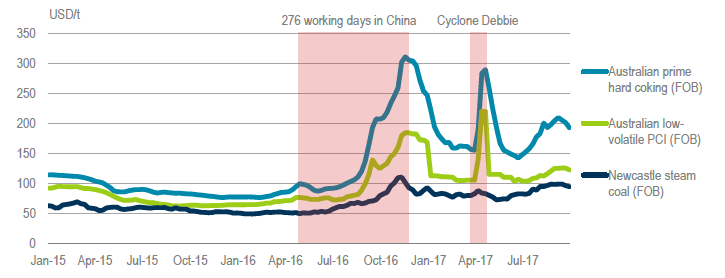 USD/t
276 working days in China
Cyclone Debbie
350
300
250
200
150
100
50
0
Jan-15
Apr-15
Jul-15
Oct-15
Jan-16
Apr-16
Jul-16
Oct-16
Jan-17
Apr-17
Jul-17
Australian prime
hard coking (FOB)
Australian low-
volatile PCI (FOB)
Newcastle steam
coal (FOB)